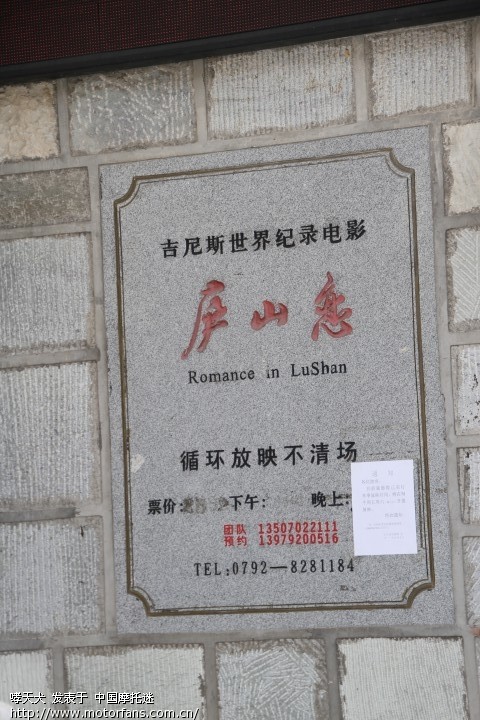 吉尼斯世界纪录电影
庐山恋
Romance in LuShan
循环放映不清场
票价: 下午: 晚上:
团队 13507022111
预约 13979200516
TEL:0792—8281184
哮天犬 发表于 中国摩托迷
http://www.motorfans.com.cn/